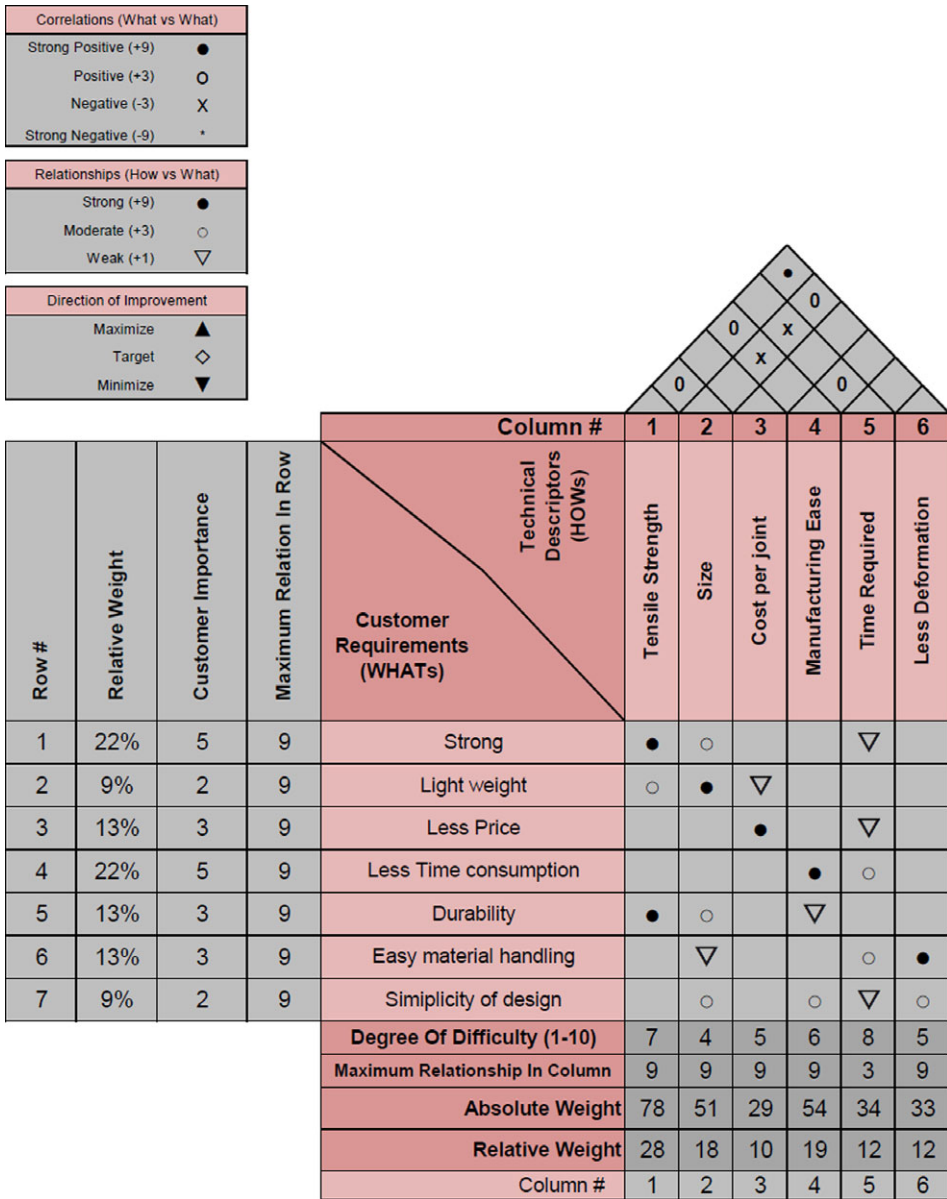 Correlations (What vs What)
Strong Positive (+9) ●
Positive (+3) O
Negative (-3) X
Strong Negative (-9) *
Relationships (How vs What)
Strong (+9) ●
Moderate (+3) ○
Weak (+1) ▽
Direction of Improvement
Maximize ▲
Target ◇
Minimize ▼
●
0
0 x
x
0 0
Column # 1 2 3 4 5 6
Row #
Relative Weight
Customer Importance
Maximum Relation In Row
Technical
Descriptors
(HOWs)
Customer
Requirements
(WHATs)
Tensile Strength
Size
Cost per joint
Manufacturing Ease
Time Required
Less Deformation
1 22% 5 9 Strong ● ○ ▽
2 9% 2 9 Light weight ○ ● ▽
3 13% 3 9 Less Price ● ▽
4 22% 5 9 Less Time consumption ● ○
5 13% 3 9 Durability ● ○ ▽
6 13% 3 9 Easy material handling ▽ ○ ●
7 9% 2 9 Simiplicity of design ○ ○ ▽ ○
Degree Of Difficulty (1-10) 7 4 5 6 8 5
Maximum Relationship In Column 9 9 9 9 3 9
Absolute Weight 78 51 29 54 34 33
Relative Weight 28 18 10 19 12 12
Column # 1 2 3 4 5 6